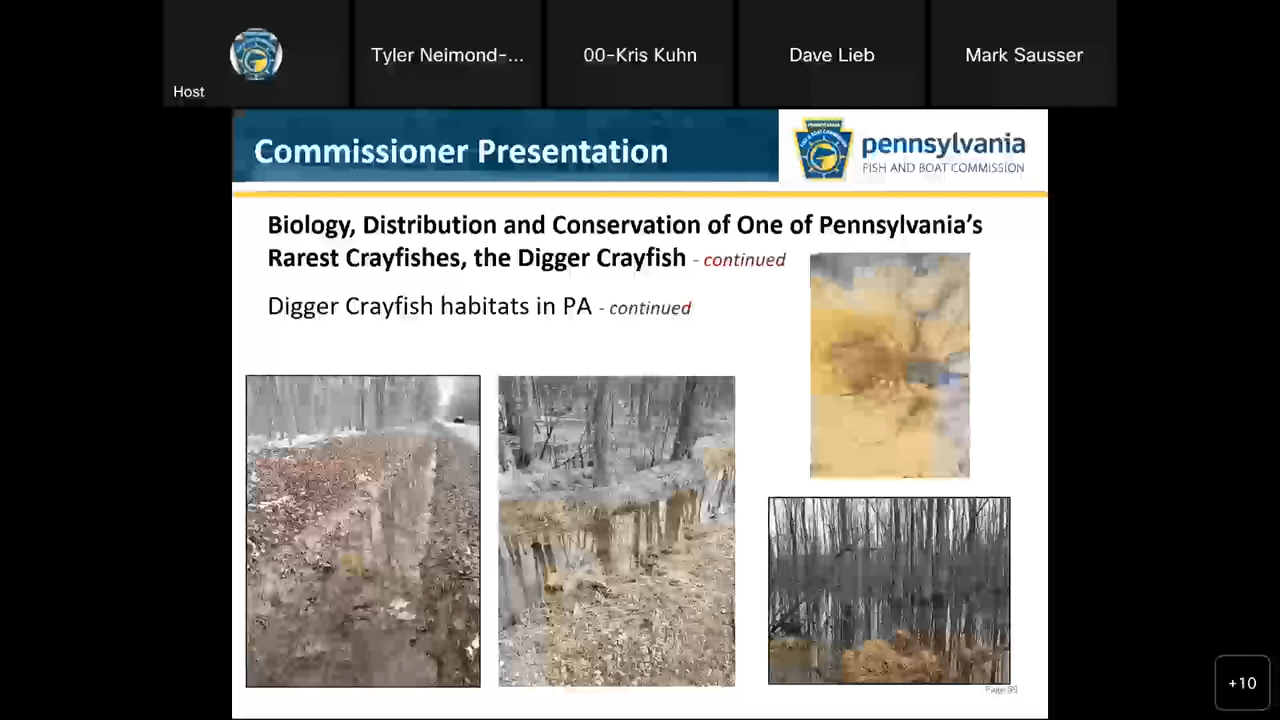 Tyler Neimond-...
00-Kris Kuhn
Dave Lieb
Mark Sausser
Host
Commissioner Presentation
pennsylvania
FISH AND BOAT COMMISSION
Biology, Distribution and Conservation of One of Pennsylvania's
Rarest Crayfishes, the Digger Crayfish - continued
Digger Crayfish habitats in PA - continued
Page
+10